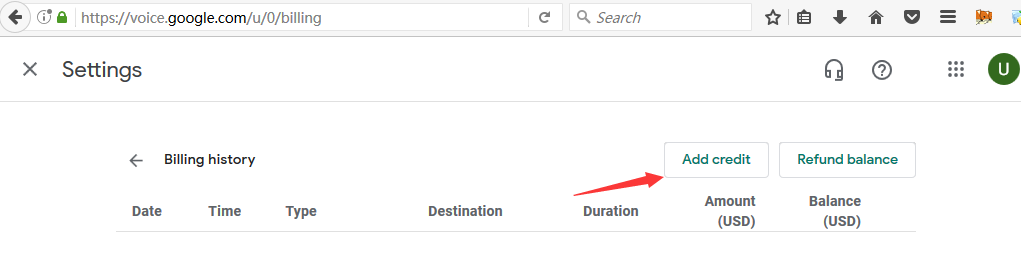 https://voice.google.com/u/0/billing
Search
Settings
U
Billing history
Add credit
Refund balance
Date Time Type Destination Duration Amount (USD) Balance (USD)